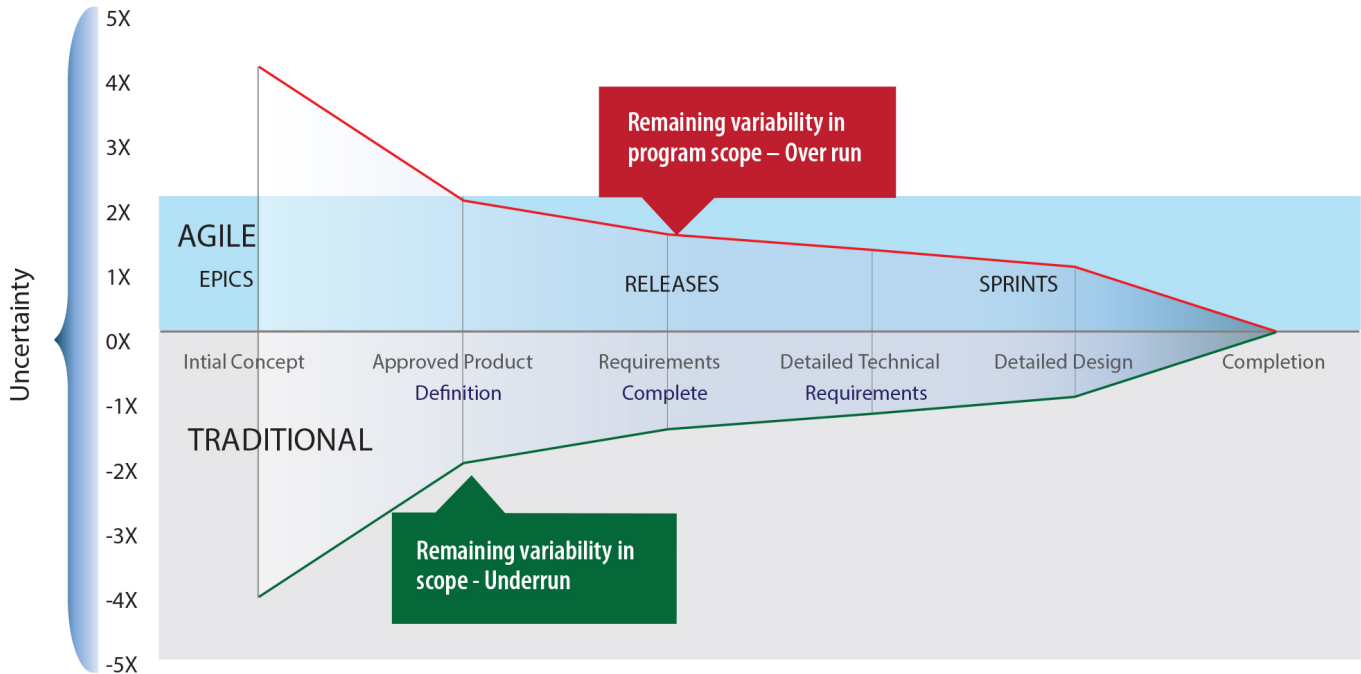 5X
4X
3X
2X
1X
0X
-1X
-2X
-3X
-4X
-5X
Uncertainty
Remaining variability in
program scope – Over run
AGILE
EPICS
RELEASES
SPRINTS
Intial Concept
Approved Product
Definition
Requirements
Complete
Detailed Technical
Requirements
Detailed Design
Completion
TRADITIONAL
Remaining variability in
scope - Underrun